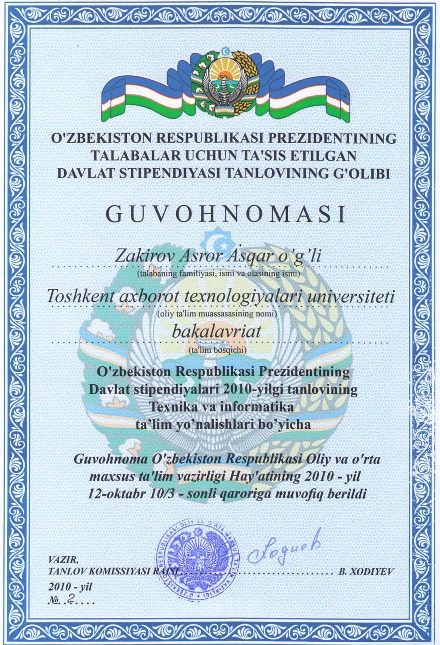 O'ZBEKISTON RESPUBLIKASI PREZIDENTINING
TALABALAR UCHUN TA'SIS ETILGAN
DAVLAT STIPENDIYASI TANLOVINING G'OLIBI
GUVOHNOMASI
Zakirov Asror Asqar o'g'li
(talabaning familiyasi, ismi va otasining ismi)
Toshkent axborot texnologiyalari universiteti
(oliy ta'lim muassasasining nomi)
bakalavriat
(ta'lim bosqichi)
O'zbekiston Respublikasi Prezidentining
Davlat stipendiyalari 2010-yilgi tanlovining
Texnika va informatika
ta'lim yo'nalishlari bo'yicha
Guvohnoma O'zbekiston Respublikasi Oliy va o'rta
maxsus ta'lim vazirligi Hay'atining 2010 - yil
12-oktabr 10/3 - sonli qaroriga muvofiq berildi
VAZIR,
TANLOV KOMISSIYASI RAISI B. XODIYEV
2010 - yil
№ .2....